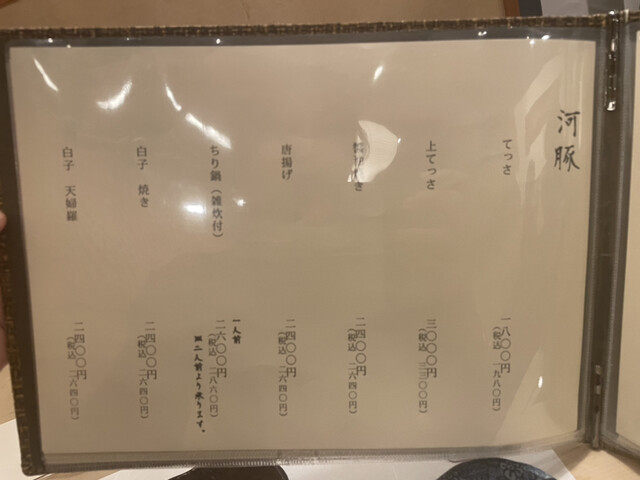 河豚
てっさ
一八〇〇円
(税込 一九八〇円)
上てっさ
三〇〇〇円
(税込 三三〇〇円)
き
二四〇〇円
(税込 二六四〇円)
唐揚げ
二四〇〇円
(税込 二六四〇円)
ちり鍋(雑炊付)
一人前
二六〇〇円
(税込 二八六〇円)
※二人前より承ります。
白子 焼き
二四〇〇円
(税込 二六四〇円)
白子 天婦羅
二四〇〇円
(税込 二六四〇円)